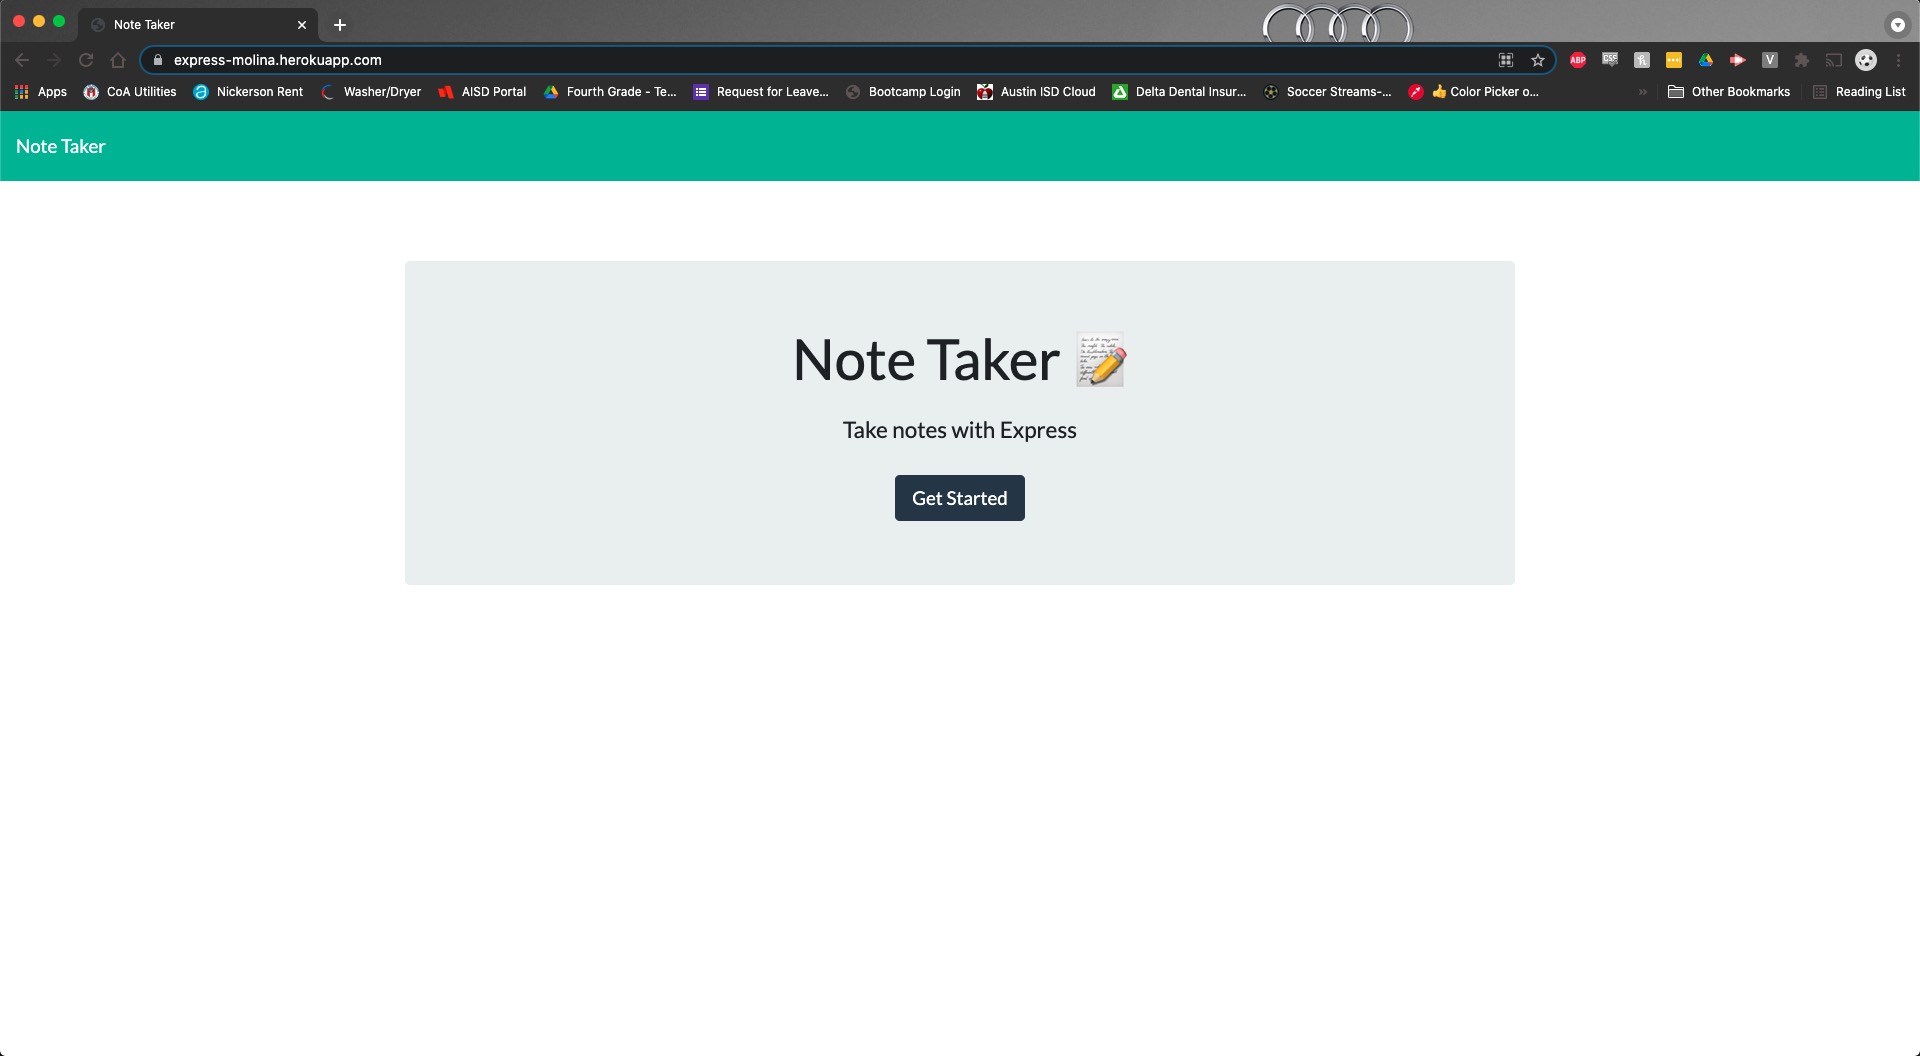 Note Taker
express-molina.herokuapp.com
ABP
V
Apps CoA Utilities Nickerson Rent Washer/Dryer AISD Portal Fourth Grade - Te... Request for Leave... Bootcamp Login Austin ISD Cloud Delta Dental Insur... Soccer Streams-... Color Picker o... Other Bookmarks Reading List
Note Taker
Note Taker
Take notes with Express
Get Started